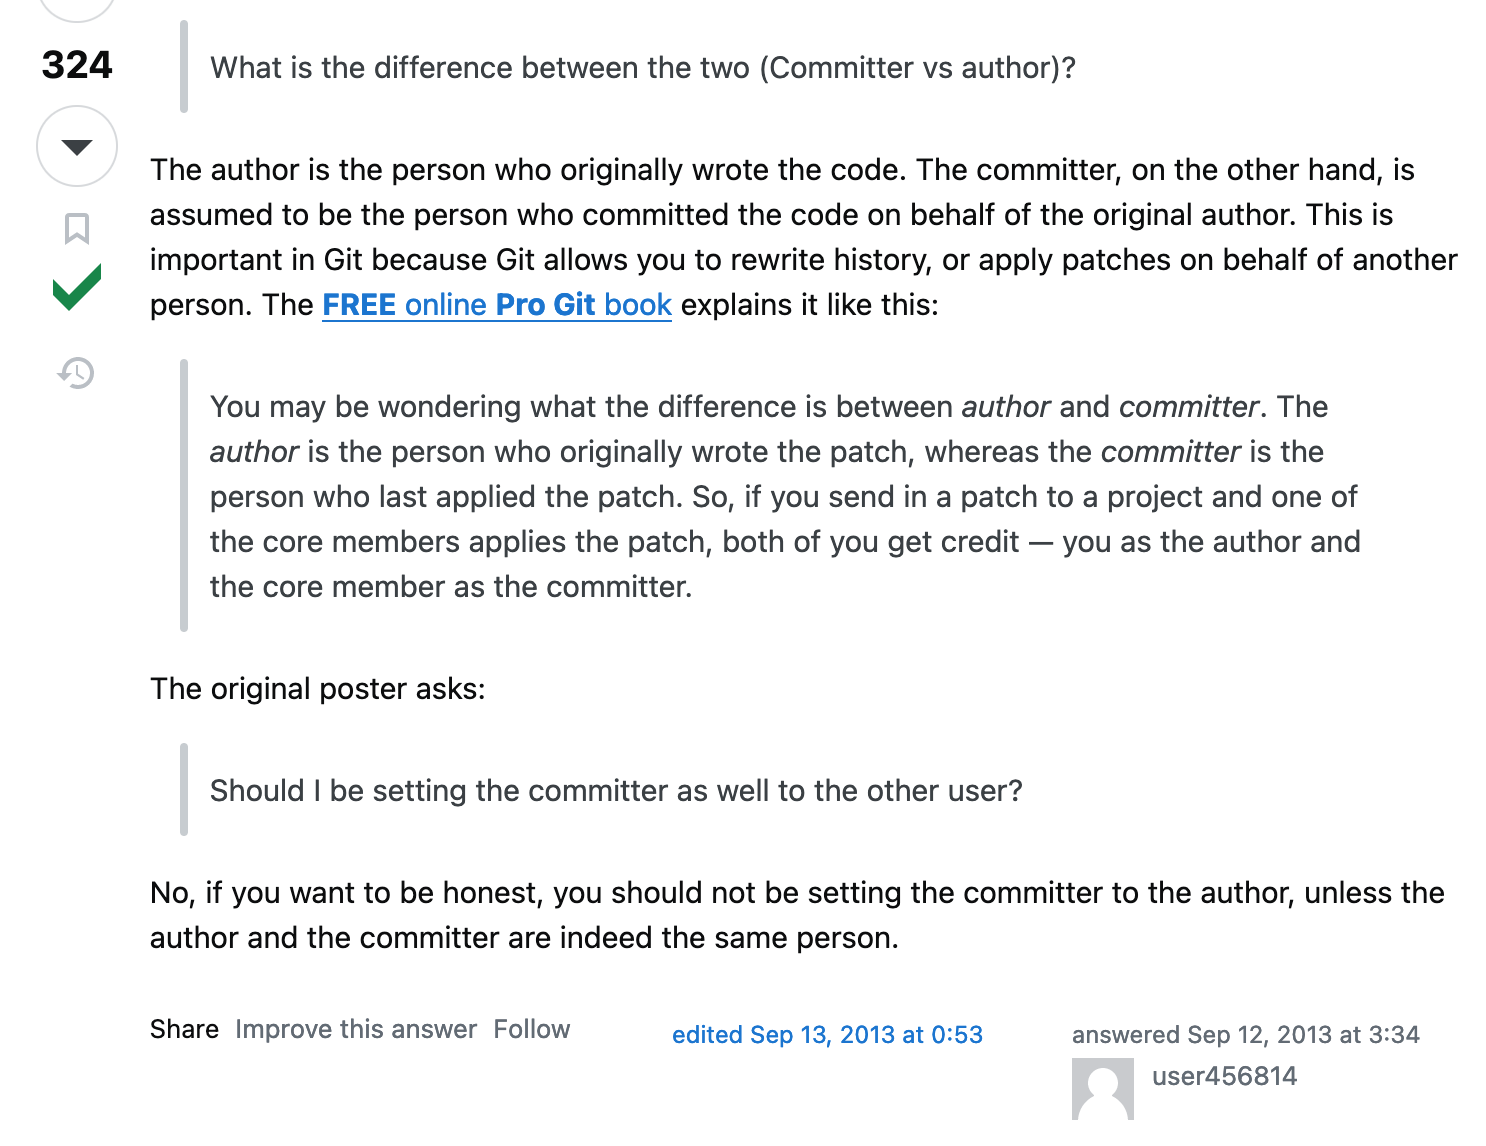 324
What is the difference between the two (Committer vs author)?
The author is the person who originally wrote the code. The committer, on the other hand, is
assumed to be the person who committed the code on behalf of the original author. This is
important in Git because Git allows you to rewrite history, or apply patches on behalf of another
person. The FREE online Pro Git book explains it like this:
You may be wondering what the difference is between author and committer. The
author is the person who originally wrote the patch, whereas the committer is the
person who last applied the patch. So, if you send in a patch to a project and one of
the core members applies the patch, both of you get credit — you as the author and
the core member as the committer.
The original poster asks:
Should I be setting the committer as well to the other user?
No, if you want to be honest, you should not be setting the committer to the author, unless the
author and the committer are indeed the same person.
Share Improve this answer Follow
edited Sep 13, 2013 at 0:53
answered Sep 12, 2013 at 3:34
user456814